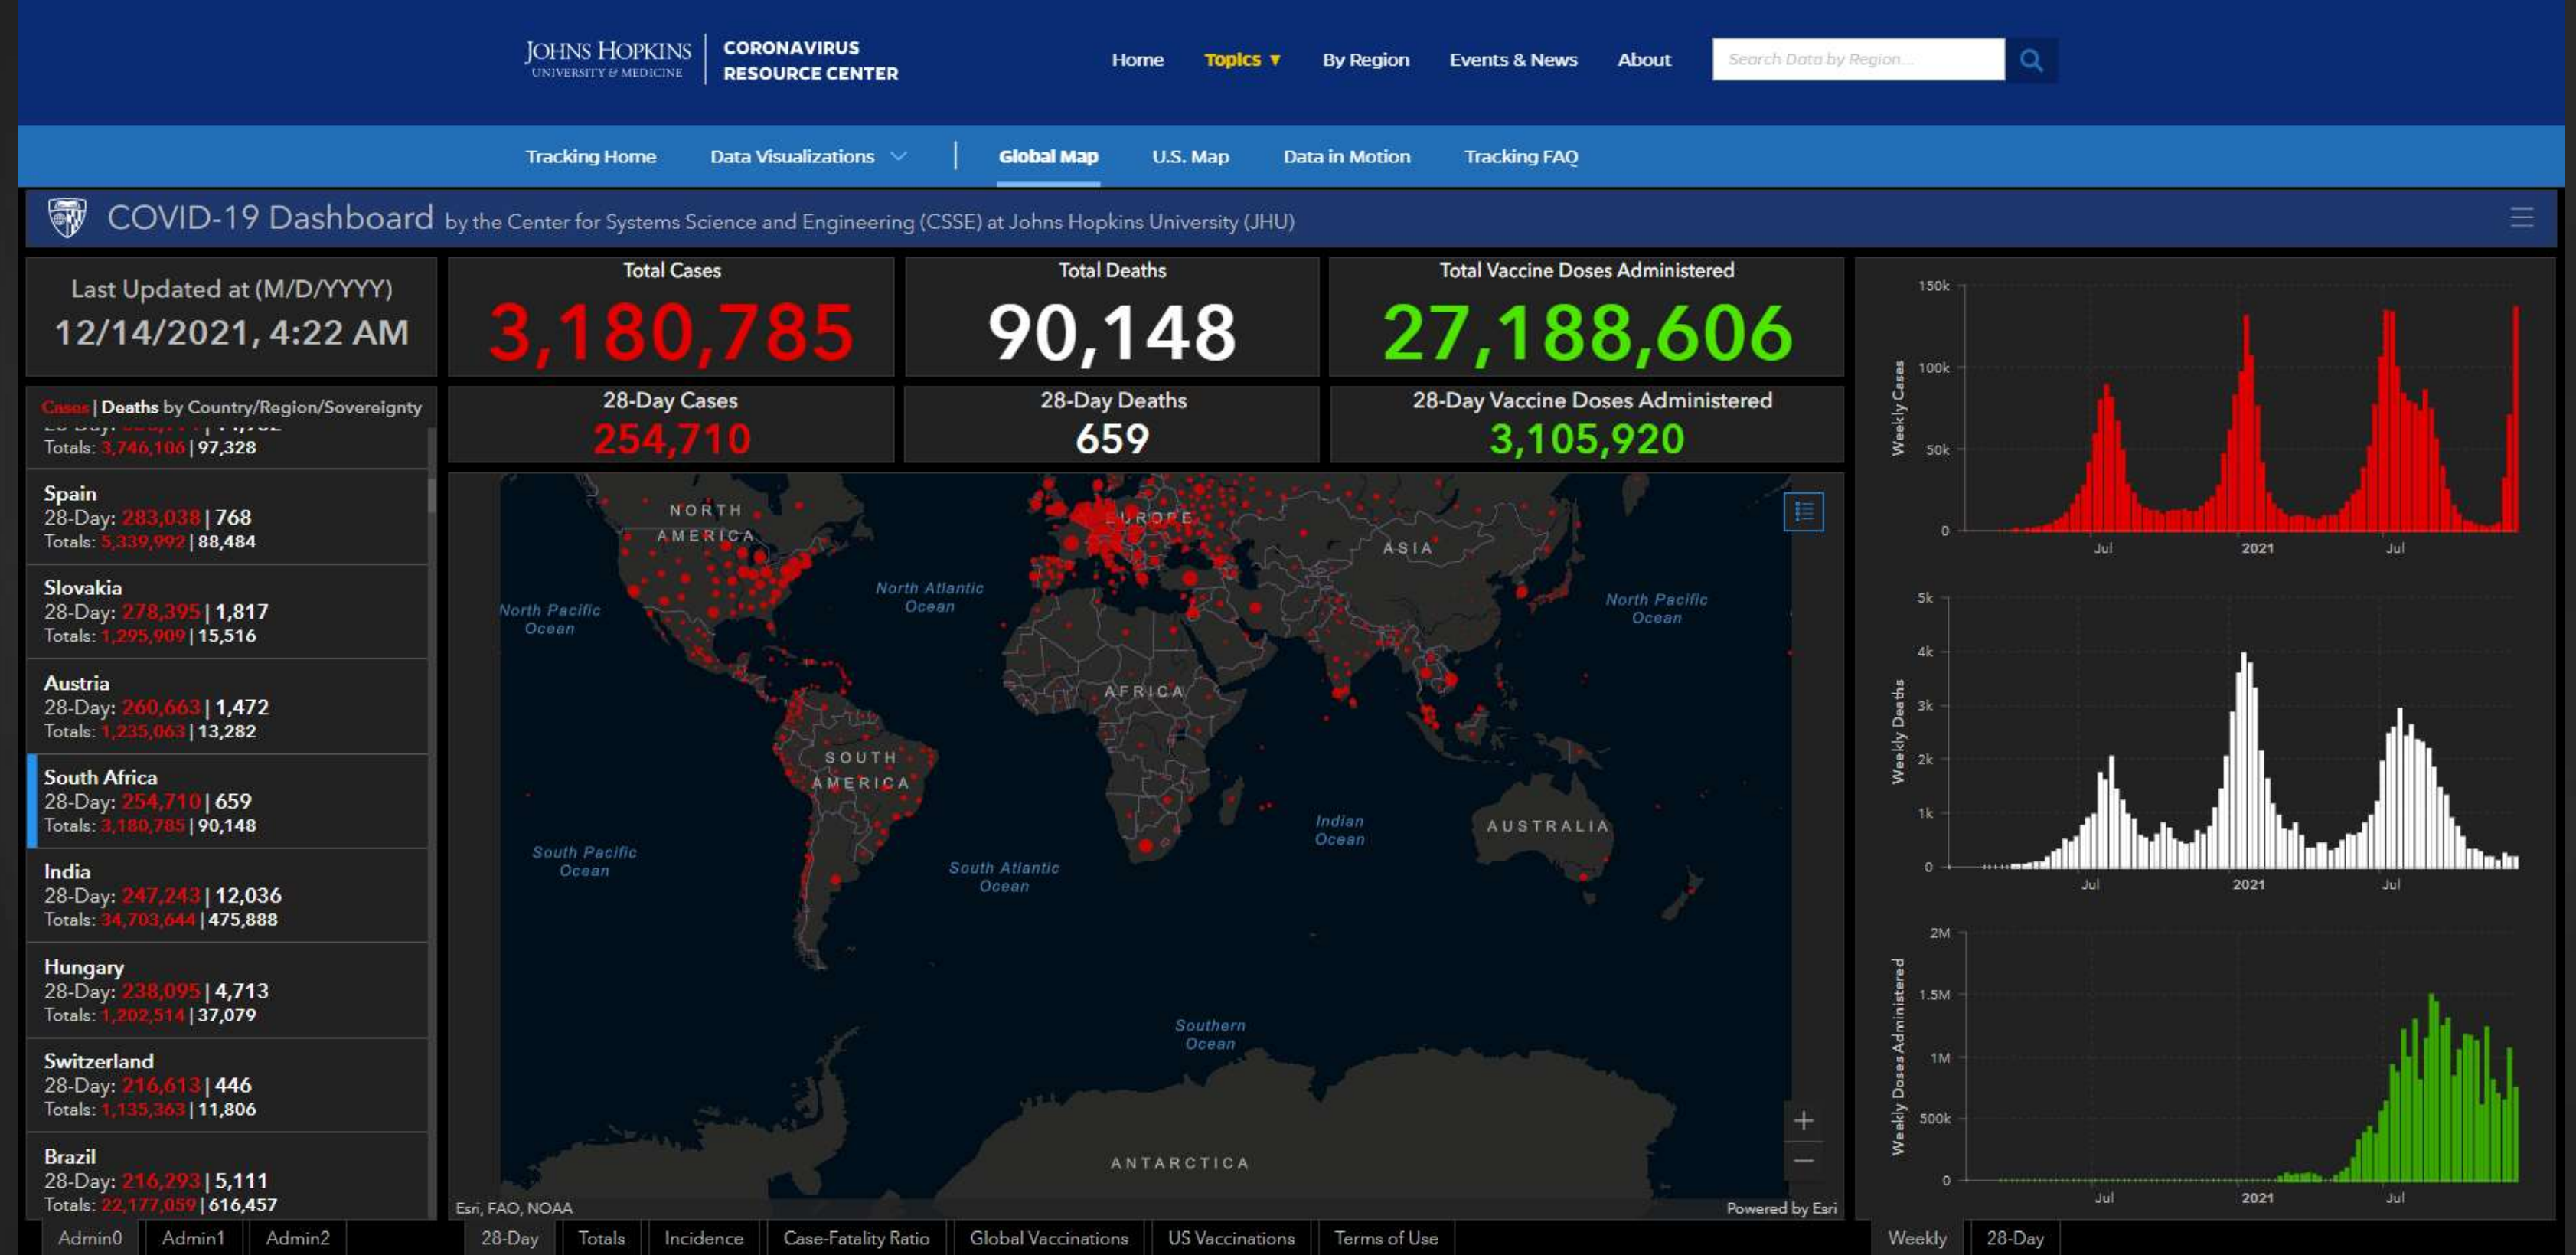 JOHNS HOPKINS
UNIVERSITY & MEDICINE
CORONAVIRUS
RESOURCE CENTER
Home
Topics ▼
By Region
Events & News
About
Search Data by Region...
Tracking Home
Data Visualizations
Global Map
U.S. Map
Data in Motion
Tracking FAQ
COVID-19 Dashboard by the Center for Systems Science and Engineering (CSSE) at Johns Hopkins University (JHU)
Last Updated at (M/D/YYYY)
12/14/2021, 4:22 AM
Cases | Deaths by Country/Region/Sovereignty
Totals: 3,746,106 | 97,328
Spain
28-Day: 283,038 | 768
Totals: 5,339,992 | 88,484
Slovakia
28-Day: 278,395 | 1,817
Totals: 1,295,909 | 15,516
Austria
28-Day: 260,663 | 1,472
Totals: 1,235,063 | 13,282
South Africa
28-Day: 254,710 | 659
Totals: 3,180,785 | 90,148
India
28-Day: 247,243 | 12,036
Totals: 34,703,644 | 475,888
Hungary
28-Day: 238,095 | 4,713
Totals: 1,202,514 | 37,079
Switzerland
28-Day: 216,613 | 446
Totals: 1,135,363 | 11,806
Brazil
28-Day: 216,293 | 5,111
Totals: 22,177,059 | 616,457
Admin0
Admin1
Admin2
Total Cases
3,180,785
Total Deaths
90,148
Total Vaccine Doses Administered
27,188,606
28-Day Cases
254,710
28-Day Deaths
659
28-Day Vaccine Doses Administered
3,105,920
NORTH
AMERICA
EUROPE
ASIA
North Atlantic
Ocean
North Pacific
Ocean
North Pacific
Ocean
AFRICA
SOUTH
AMERICA
Indian
Ocean
AUSTRALIA
South Pacific
Ocean
South Atlantic
Ocean
Southern
Ocean
ANTARCTICA
Esri, FAO, NOAA
Powered by Esri
28-Day
Totals
Incidence
Case-Fatality Ratio
Global Vaccinations
US Vaccinations
Terms of Use
Weekly Cases
150k
100k
50k
0
Jul
2021
Jul
Weekly Deaths
5k
4k
3k
2k
1k
0
Jul
2021
Jul
Weekly Doses Administered
2M
1.5M
1M
500k
0
Jul
2021
Jul
Weekly
28-Day